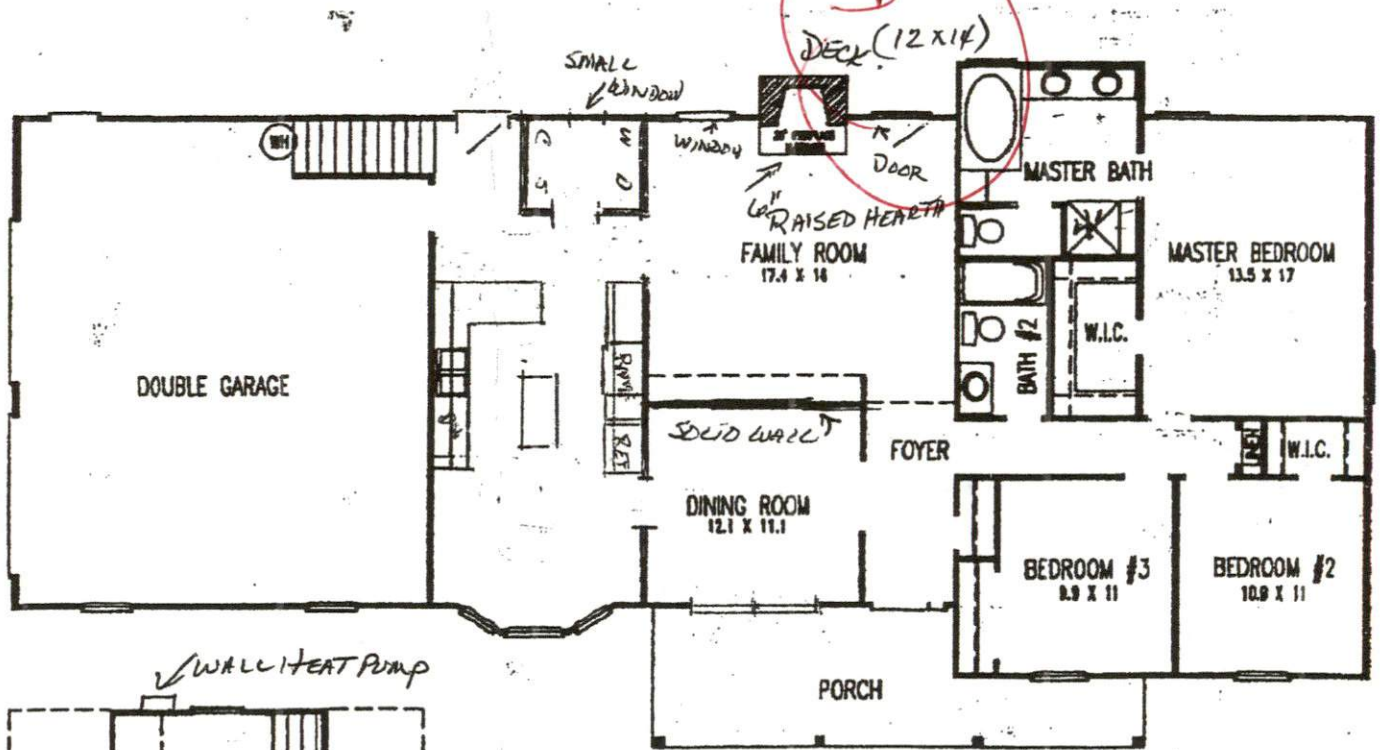 DECK (12 X 14)
SMALL
WINDOW
WINDOW
DOOR
WH
W
D
MASTER BATH
6" RAISED HEARTH
FAMILY ROOM
17.4 X 16
MASTER BEDROOM
13.5 X 17
W.I.C.
BATH #2
DOUBLE GARAGE
REF
SOLID WALL
FOYER
LINEN
W.I.C.
DINING ROOM
12.1 X 11.1
BEDROOM #3
9.9 X 11
BEDROOM #2
10.9 X 11
WALL HEAT PUMP
PORCH